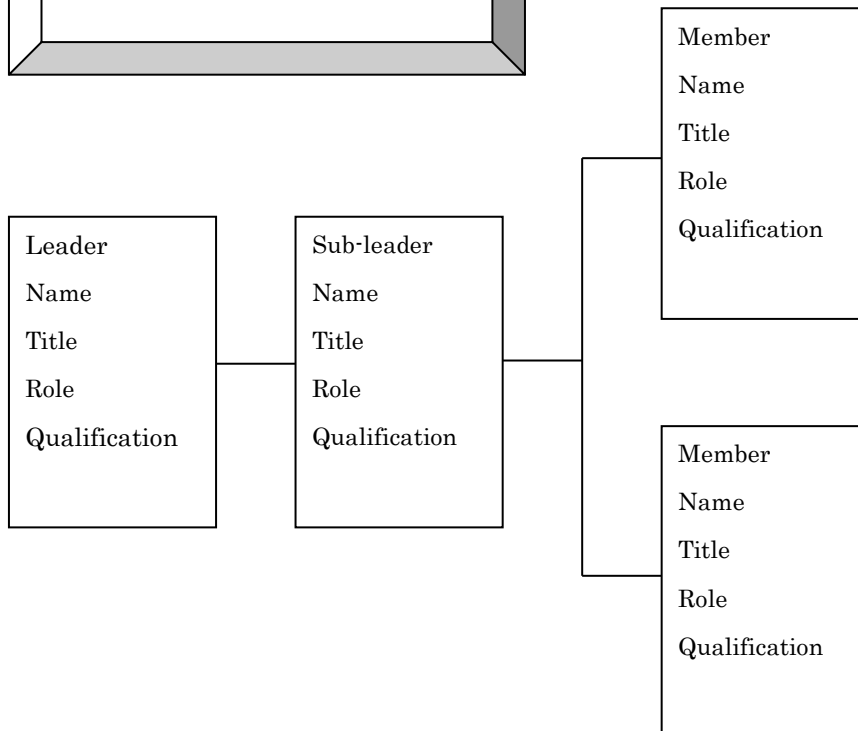 Leader
Name
Title
Role
Qualification
Sub-leader
Name
Title
Role
Qualification
Member
Name
Title
Role
Qualification
Member
Name
Title
Role
Qualification